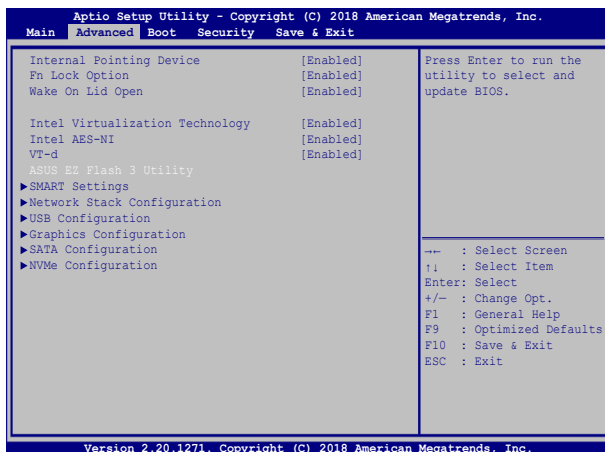 Aptio Setup Utility - Copyright (C) 2018 American Megatrends, Inc.
Main Advanced Boot Security Save & Exit
Internal Pointing Device [Enabled]
Fn Lock Option [Enabled]
Wake On Lid Open [Enabled]
Intel Virtualization Technology [Enabled]
Intel AES-NI [Enabled]
VT-d [Enabled]
ASUS EZ Flash 3 Utility
▶SMART Settings
▶Network Stack Configuration
▶USB Configuration
▶Graphics Configuration
▶SATA Configuration
▶NVMe Configuration
Press Enter to run the
utility to select and
update BIOS.
→← : Select Screen
↑↓ : Select Item
Enter: Select
+/— : Change Opt.
F1 : General Help
F9 : Optimized Defaults
F10 : Save & Exit
ESC : Exit
Version 2.20.1271. Copyright (C) 2018 American Megatrends, Inc.